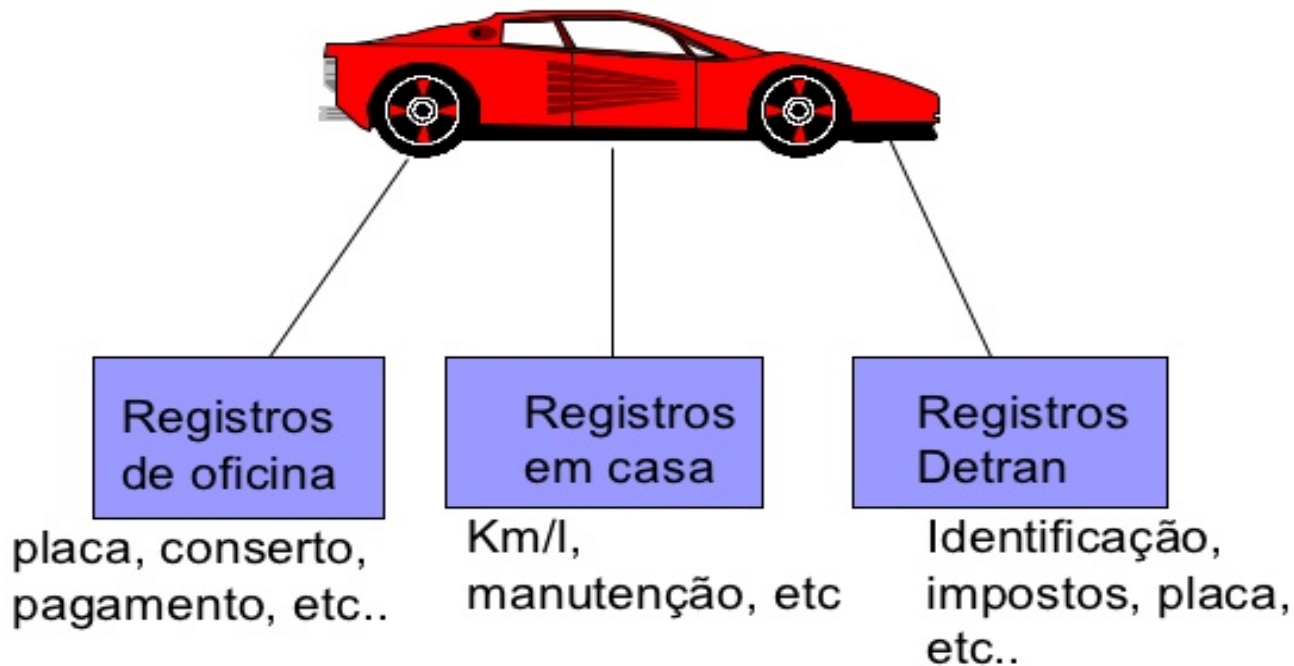 Registros
de oficina
placa, conserto,
pagamento, etc..
Registros
em casa
Km/l,
manutenção, etc
Registros
Detran
Identificação,
impostos, placa,
etc..